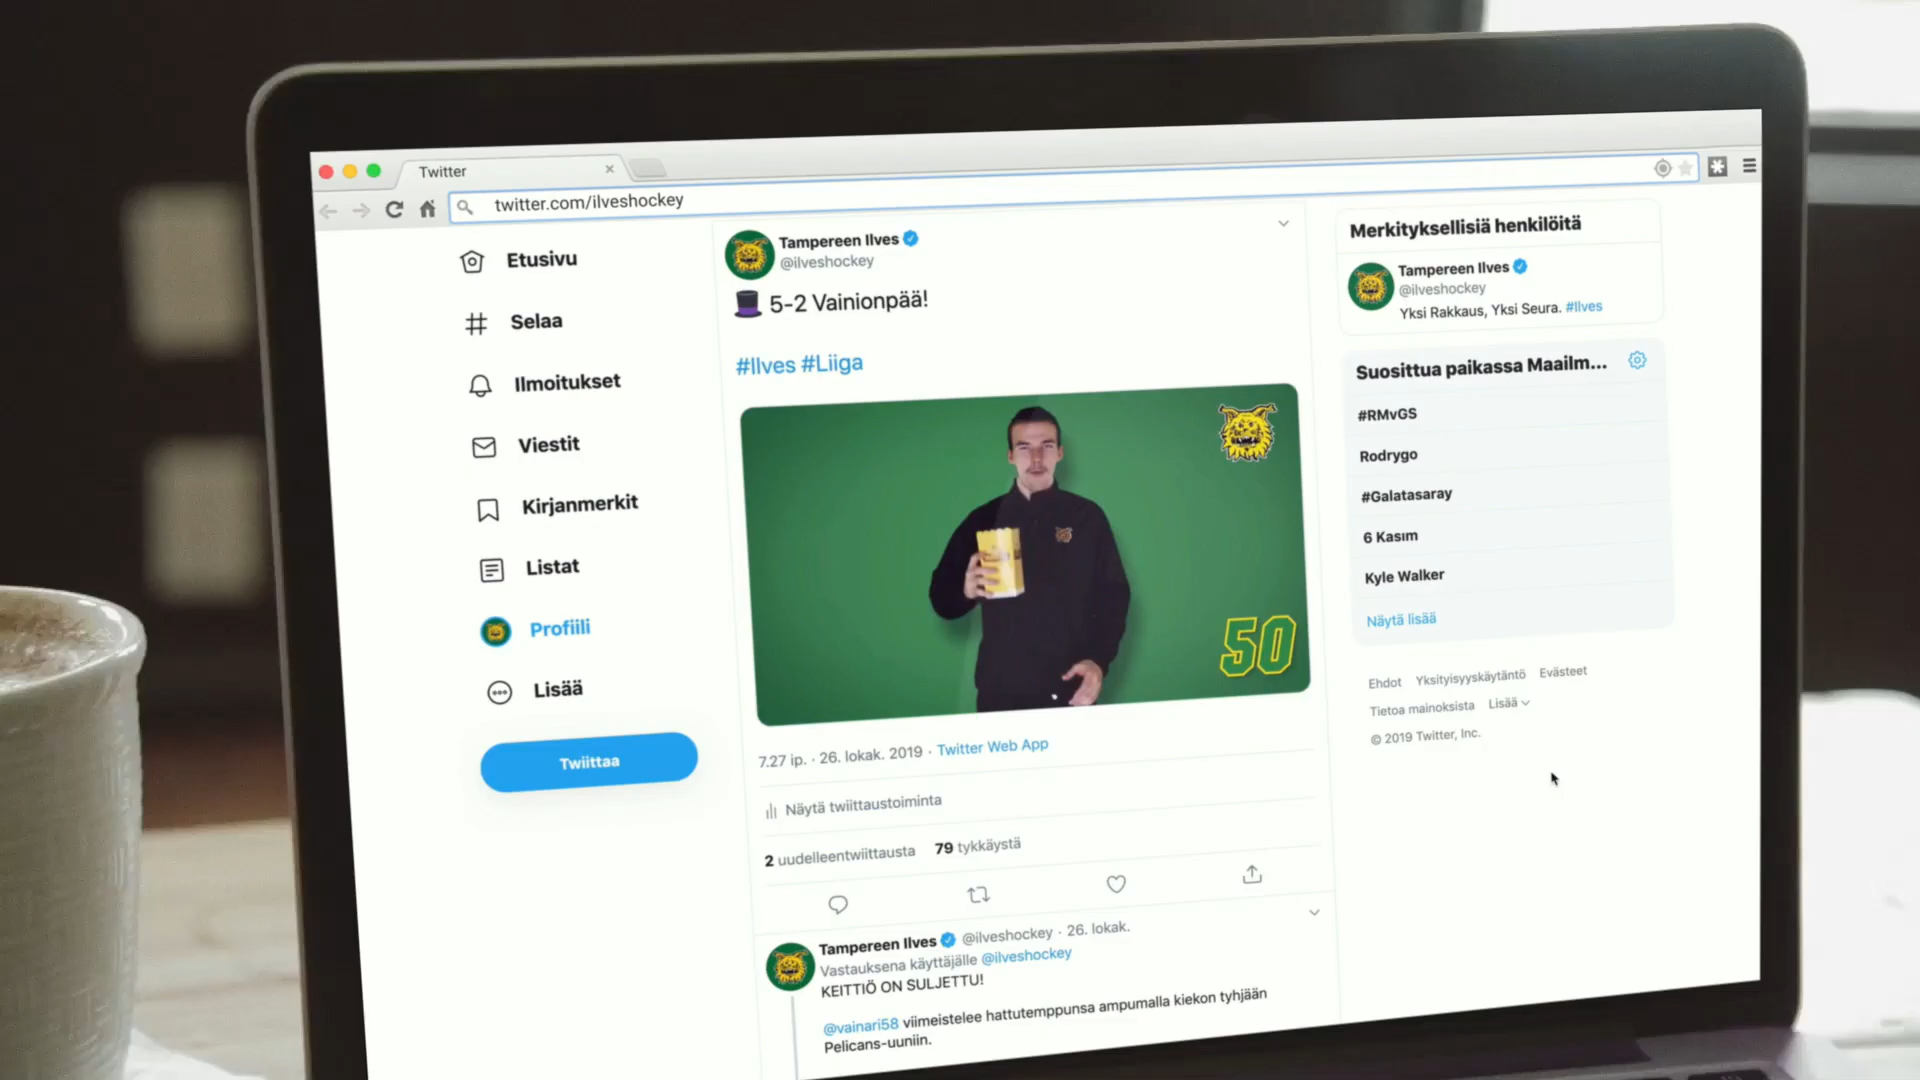 Twitter
twitter.com/ilveshockey
Etusivu
Selaa
Ilmoitukset
Viestit
Kirjanmerkit
Listat
Profiili
Lisää
Twiittaa
Tampereen Ilves
@ilveshockey
5-2 Vainionpää!
#Ilves #Liiga
50
7.27 ip. · 26. lokak. 2019 · Twitter Web App
Näytä twiittaustoiminta
2 uudelleentwiittausta 79 tykkäystä
Tampereen Ilves @ilveshockey · 26. lokak.
Vastauksena käyttäjälle @ilveshockey
KEITTIÖ ON SULJETTU!
@vainari58 viimeistelee hattutemppunsa ampumalla kiekon tyhjään
Pelicans-uuniin.
Merkityksellisiä henkilöitä
Tampereen Ilves
@ilveshockey
Yksi Rakkaus, Yksi Seura. #Ilves
Suosittua paikassa Maailm...
#RMvGS
Rodrygo
#Galatasaray
6 Kasım
Kyle Walker
Näytä lisää
Ehdot Yksityisyyskäytäntö Evästeet
Tietoa mainoksista Lisää
© 2019 Twitter, Inc.